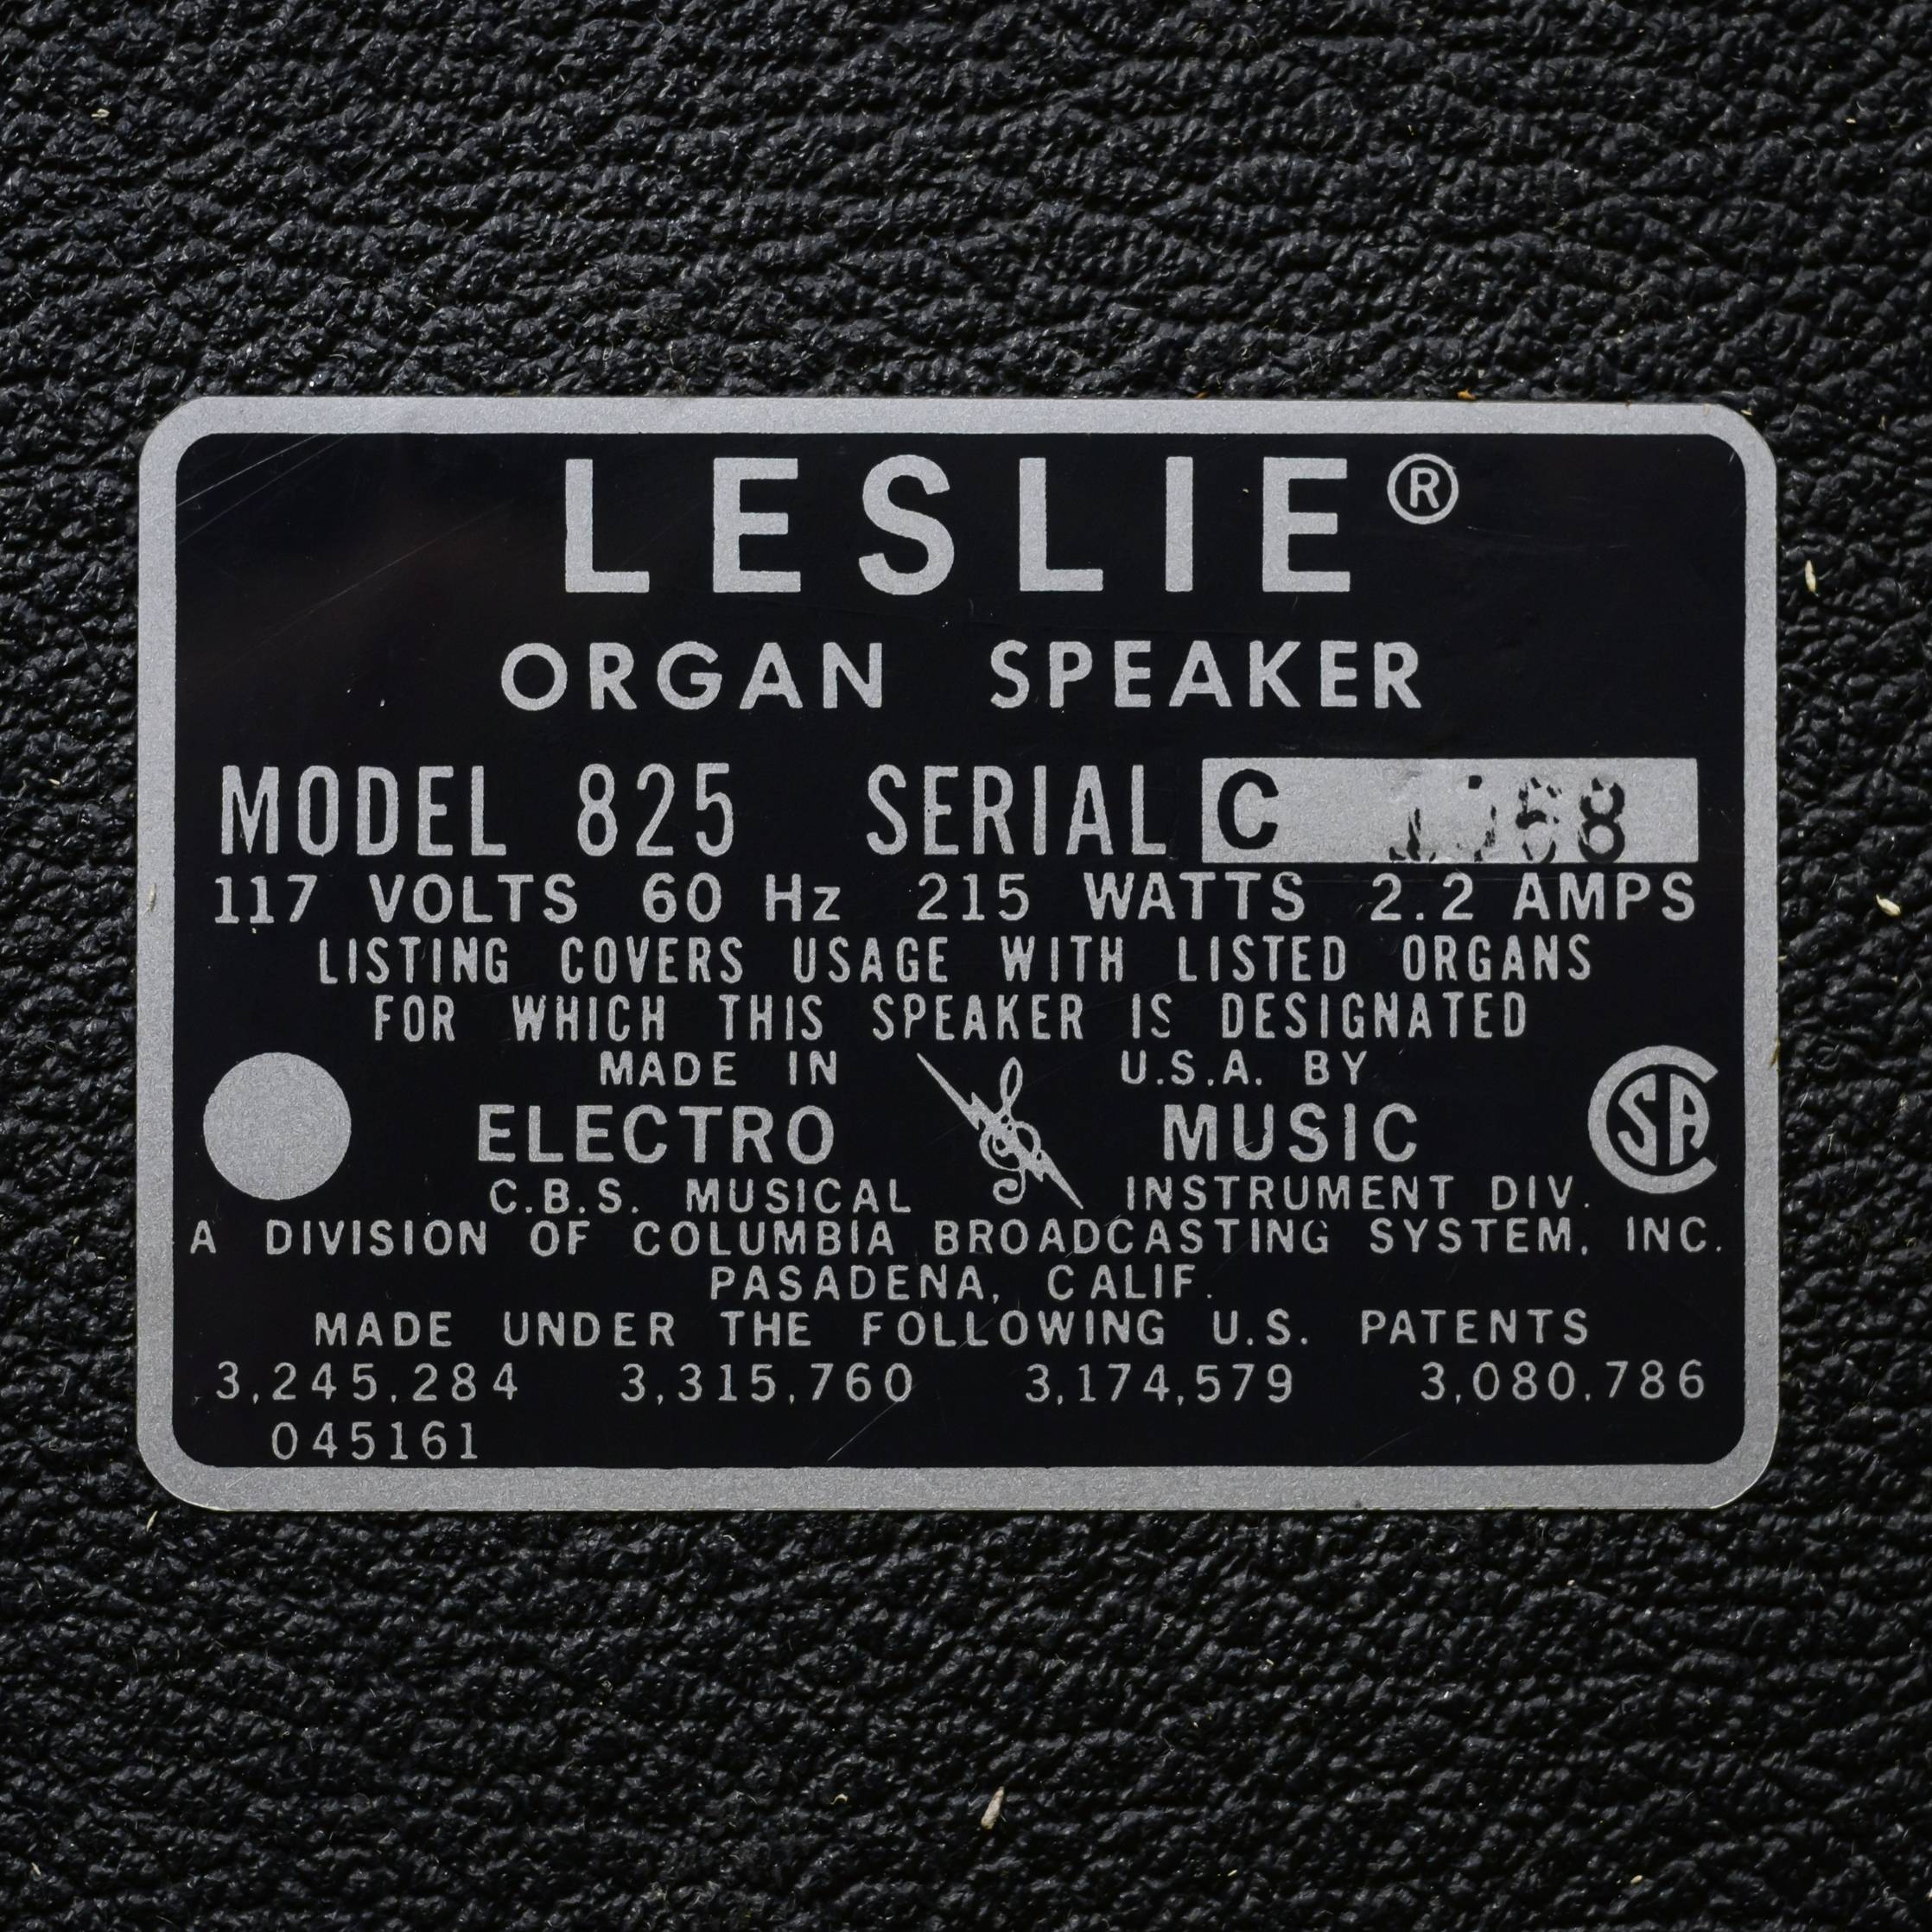 LESLIE®
ORGAN SPEAKER
MODEL 825 SERIAL C
117 VOLTS 60 Hz 215 WATTS 2.2 AMPS
LISTING COVERS USAGE WITH LISTED ORGANS
FOR WHICH THIS SPEAKER IS DESIGNATED
MADE IN U.S.A. BY
ELECTRO MUSIC
CSA
C.B.S. MUSICAL INSTRUMENT DIV.
A DIVISION OF COLUMBIA BROADCASTING SYSTEM, INC.
PASADENA, CALIF.
MADE UNDER THE FOLLOWING U.S. PATENTS
3,245,284 3,315,760 3,174,579 3,080,786
045161